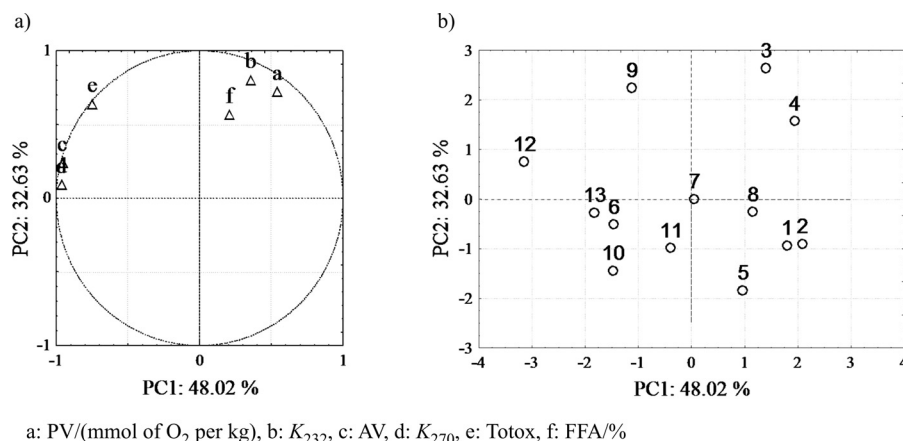 a)
b)
PC2: 32.63 %
1
0
-1
-1
0
1
PC1: 48.02 %
a
b
c
d
e
f
PC2: 32.63 %
3
2
1
0
-1
-2
-3
-4
-3
-2
-1
0
1
2
3
4
PC1: 48.02 %
3
9
4
12
7
13
6
8
11
1 2
10
5
a: PV/(mmol of O₂ per kg), b: K₂₃₂, c: AV, d: K₂₇₀, e: Totox, f: FFA/%